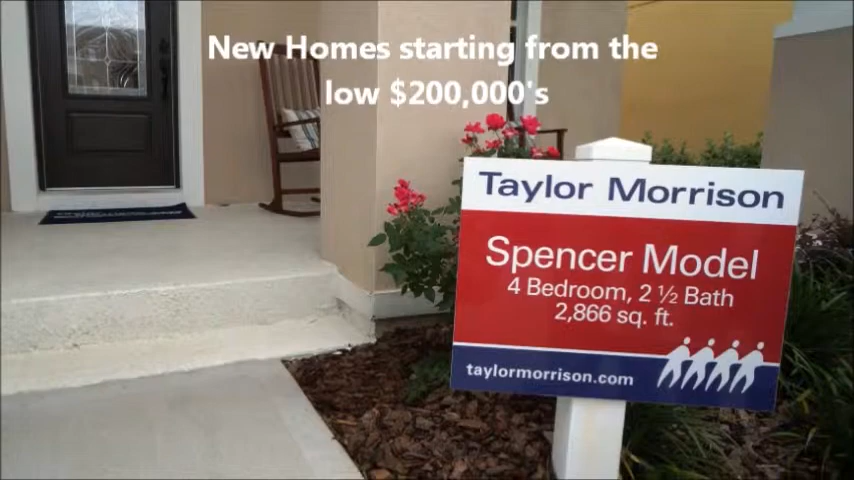 New Homes starting from the
low $200,000's
Taylor Morrison
Spencer Model
4 Bedroom, 2 ½ Bath
2,866 sq. ft.
taylormorrison.com